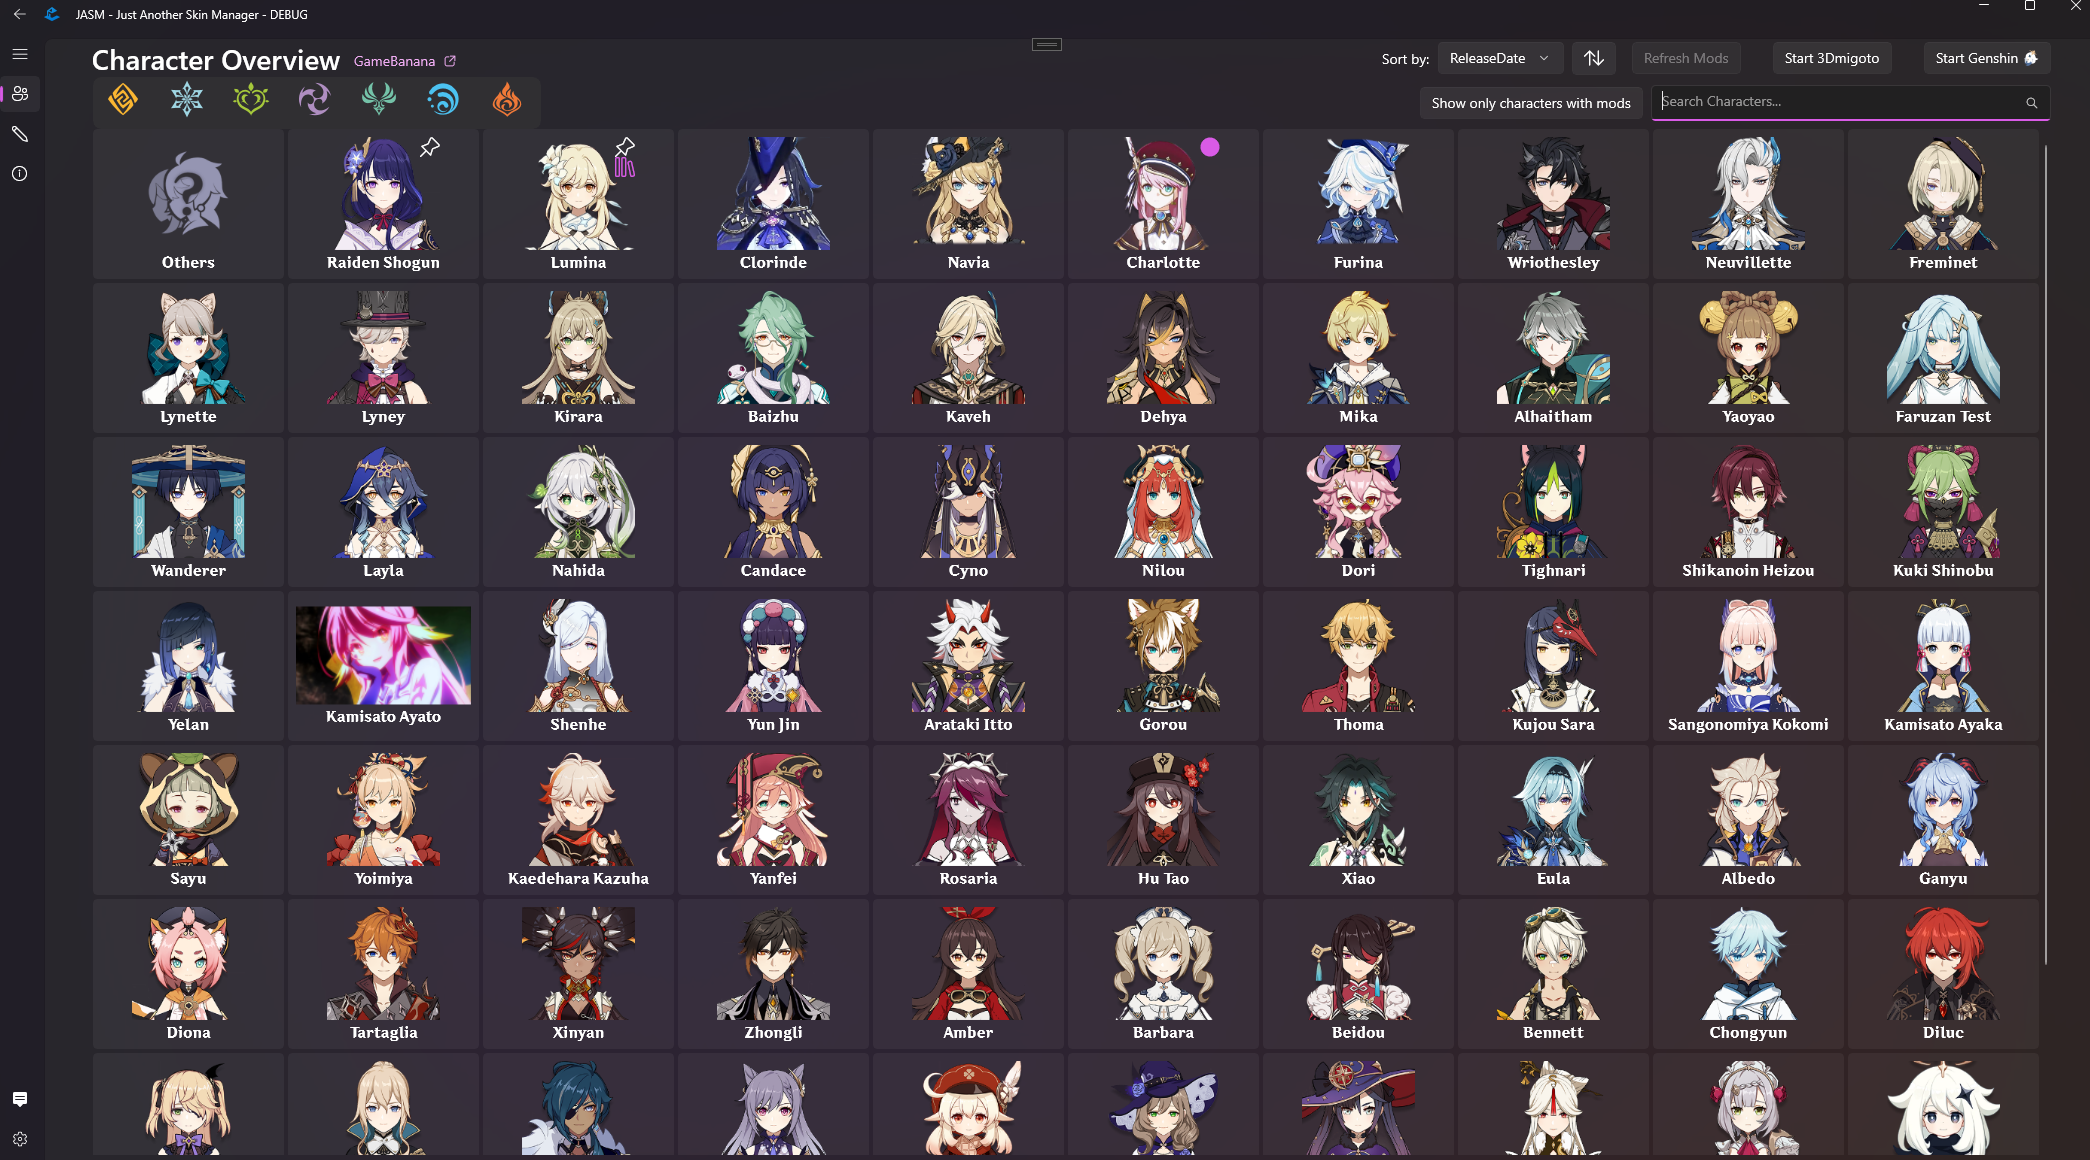 JASM - Just Another Skin Manager - DEBUG
Character Overview
GameBanana
Sort by:
ReleaseDate
Refresh Mods
Start 3Dmigoto
Start Genshin
Show only characters with mods
Search Characters...
Others
Raiden Shogun
Lumina
Clorinde
Navia
Charlotte
Furina
Wriothesley
Neuvillette
Freminet
Lynette
Lyney
Kirara
Baizhu
Kaveh
Dehya
Mika
Alhaitham
Yaoyao
Faruzan Test
Wanderer
Layla
Nahida
Candace
Cyno
Nilou
Dori
Tighnari
Shikanoin Heizou
Kuki Shinobu
Yelan
Kamisato Ayato
Shenhe
Yun Jin
Arataki Itto
Gorou
Thoma
Kujou Sara
Sangonomiya Kokomi
Kamisato Ayaka
Sayu
Yoimiya
Kaedehara Kazuha
Yanfei
Rosaria
Hu Tao
Xiao
Eula
Albedo
Ganyu
Diona
Tartaglia
Xinyan
Zhongli
Amber
Barbara
Beidou
Bennett
Chongyun
Diluc